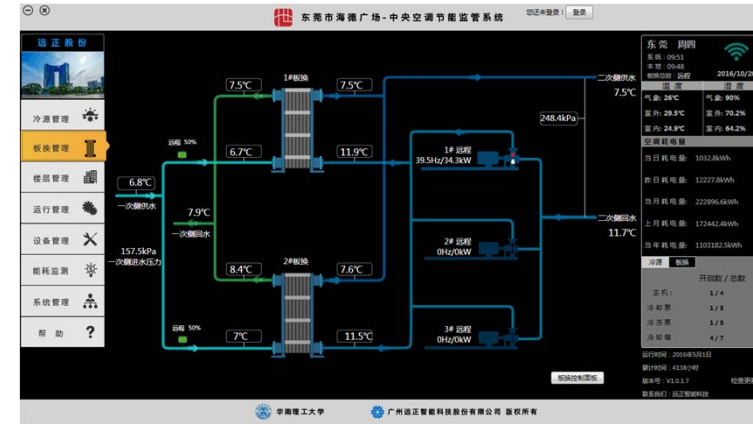 东莞市海德广场-中央空调节能监管系统
您还未登录！ 登录
远正股份
冷源管理
板换管理
楼层管理
运行管理
设备管理
能耗监测
系统管理
帮 助
1#板换
7.5℃
7.5℃
二次侧供水
7.5℃
248.4kPa
远程 50%
6.7℃
11.9℃
1# 远程
39.5Hz/34.3kW
6.8℃
一次侧供水
7.9℃
一次侧回水
二次侧回水
11.7℃
157.5kPa
一次侧进水压力
2# 远程
0Hz/0kW
2#板换
8.4℃
7.6℃
远程 50%
7℃
11.5℃
3# 远程
0Hz/0kW
板换控制面板
东莞 周四
系统：09:51
本地：09:48
板换总控：远程 2016/10/20
温度 湿度
气象: 26℃ 气象: 90%
室外: 29.5℃ 室外: 70.2%
室内: 24.9℃ 室内: 64.2%
空调耗电量
当日耗电量: 1032.8kWh
昨日耗电量: 12227.8kWh
当月耗电量: 222896.6kWh
上月耗电量: 172442.4kWh
当年耗电量: 1103182.5kWh
冷源 板换
开启数 / 总数
主机： 1/4
冷却泵 1/5
冷冻泵 1/5
冷却塔 4/7
运行时间：2016年5月1日
累计时间：4138小时
版本号：V1.0.1.7 检查更
联系我们：远正智能科技
华南理工大学 广州远正智能科技股份有限公司 版权所有